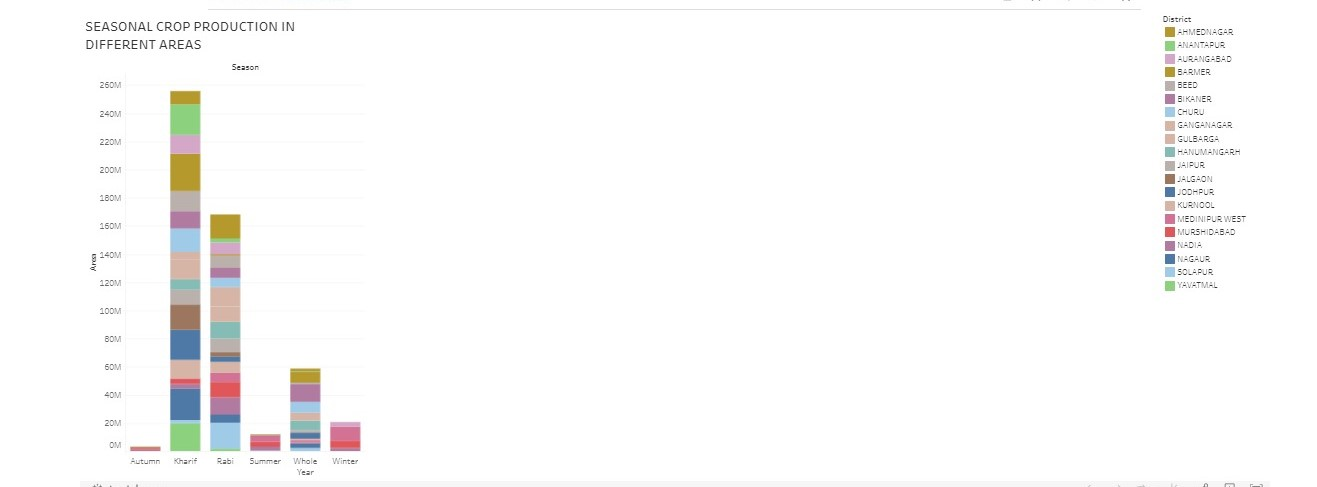 SEASONAL CROP PRODUCTION IN
DIFFERENT AREAS
Season
260M
240M
220M
200M
180M
160M
140M
120M
100M
80M
60M
40M
20M
0M
Area
Autumn Kharif Rabi Summer Whole Year Winter
District
AHMEDNAGAR
ANANTAPUR
AURANGABAD
BARMER
BEED
BIKANER
CHURU
GANGANAGAR
GULBARGA
HANUMANGARH
JAIPUR
JALGAON
JODHPUR
KURNOOL
MEDINIPUR WEST
MURSHIDABAD
NADIA
NAGAUR
SOLAPUR
YAVATMAL